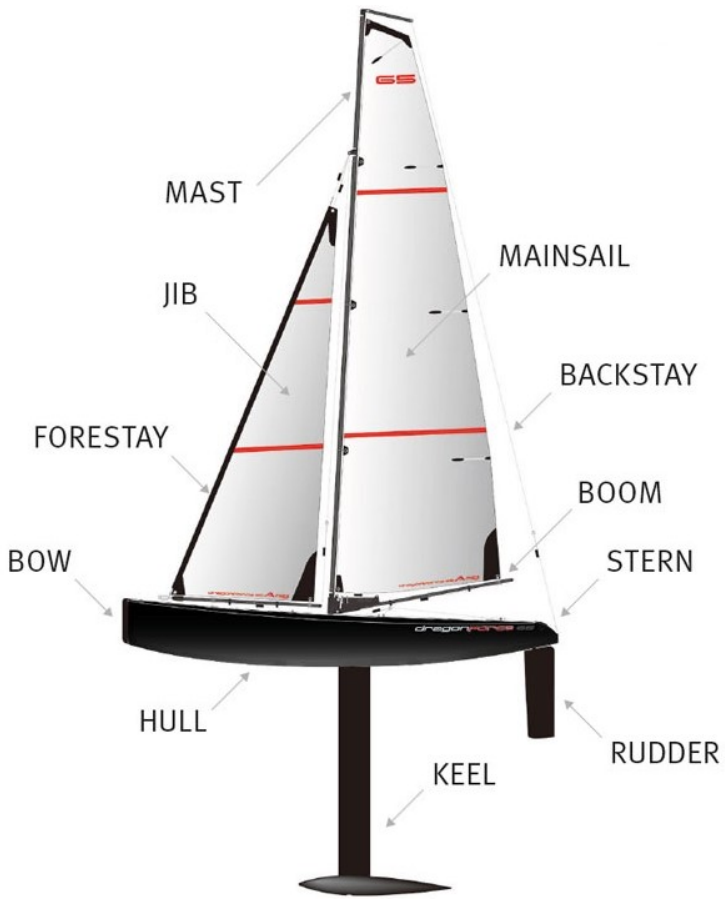 65
MAST
MAINSAIL
JIB
BACKSTAY
FORESTAY
BOOM
BOW
STERN
dragonforce 65
HULL
RUDDER
KEEL